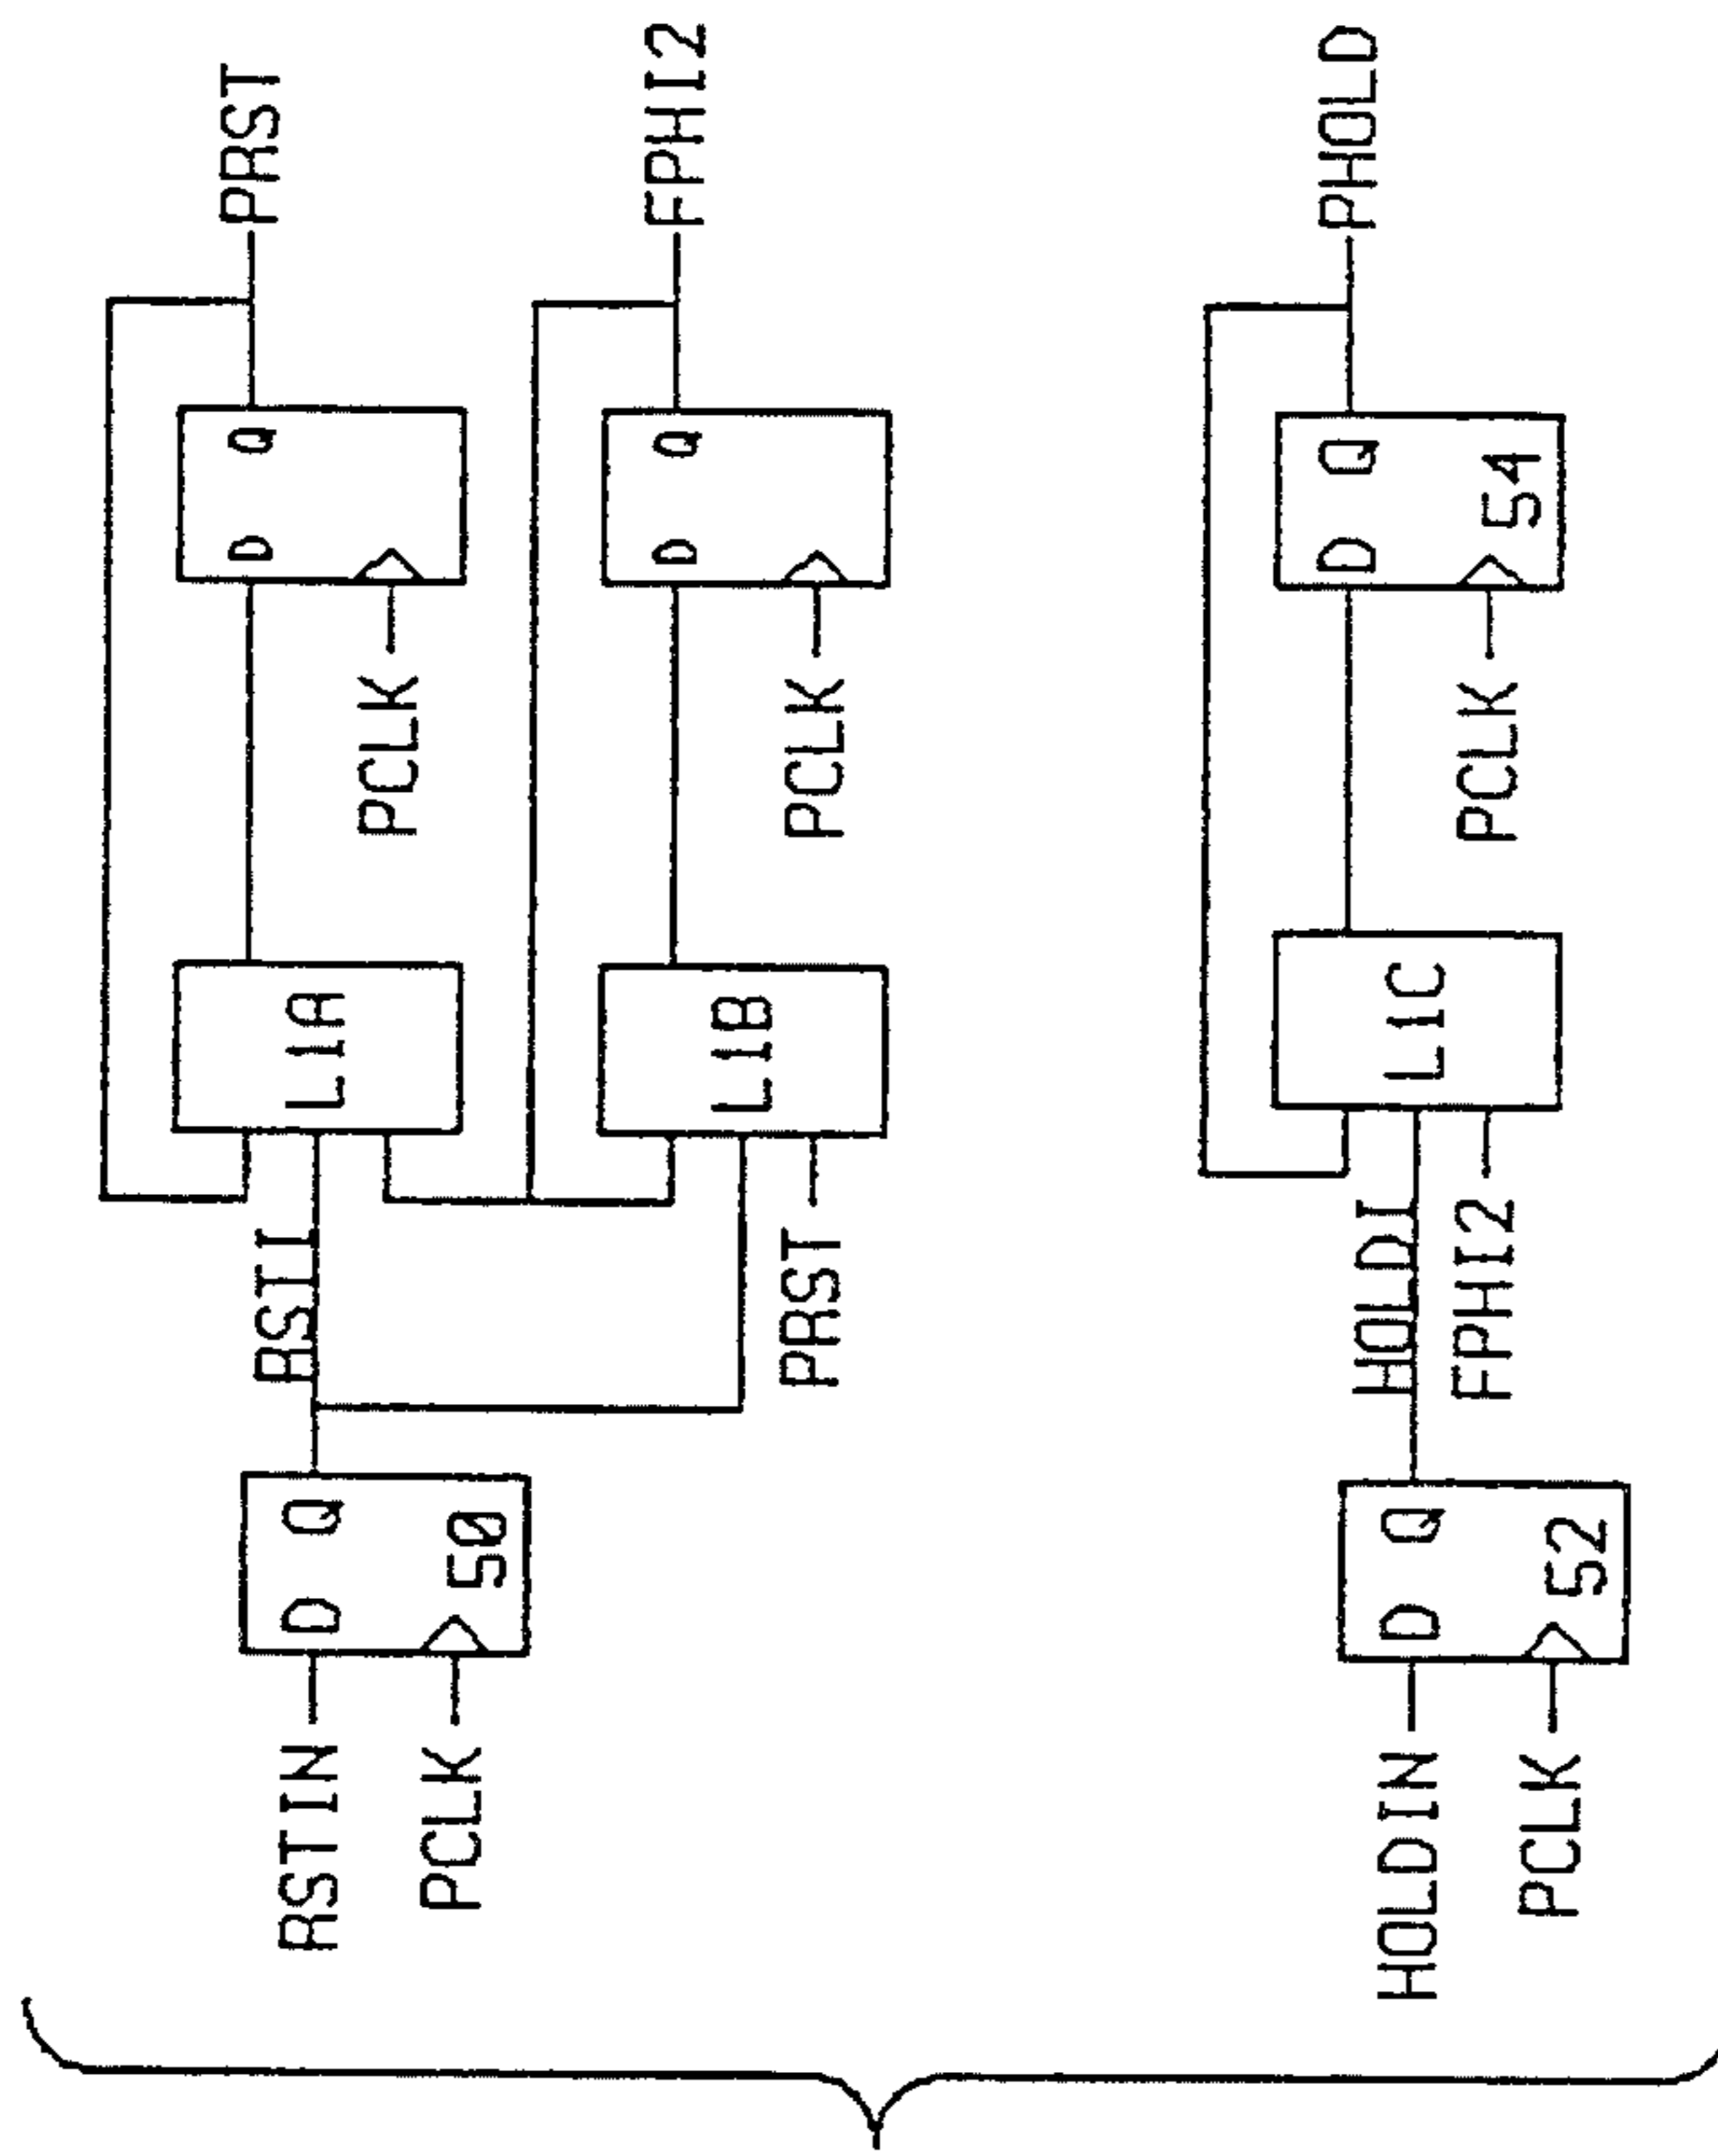 D Q PRST
RSTIN D Q RSTI L1A
PCLK
PCLK 50
D Q FPHI2
L1B
PRST PCLK
D Q PHOLD
HOLDIN D Q HOLDI L1C
FPHI2 PCLK 54
PCLK 52